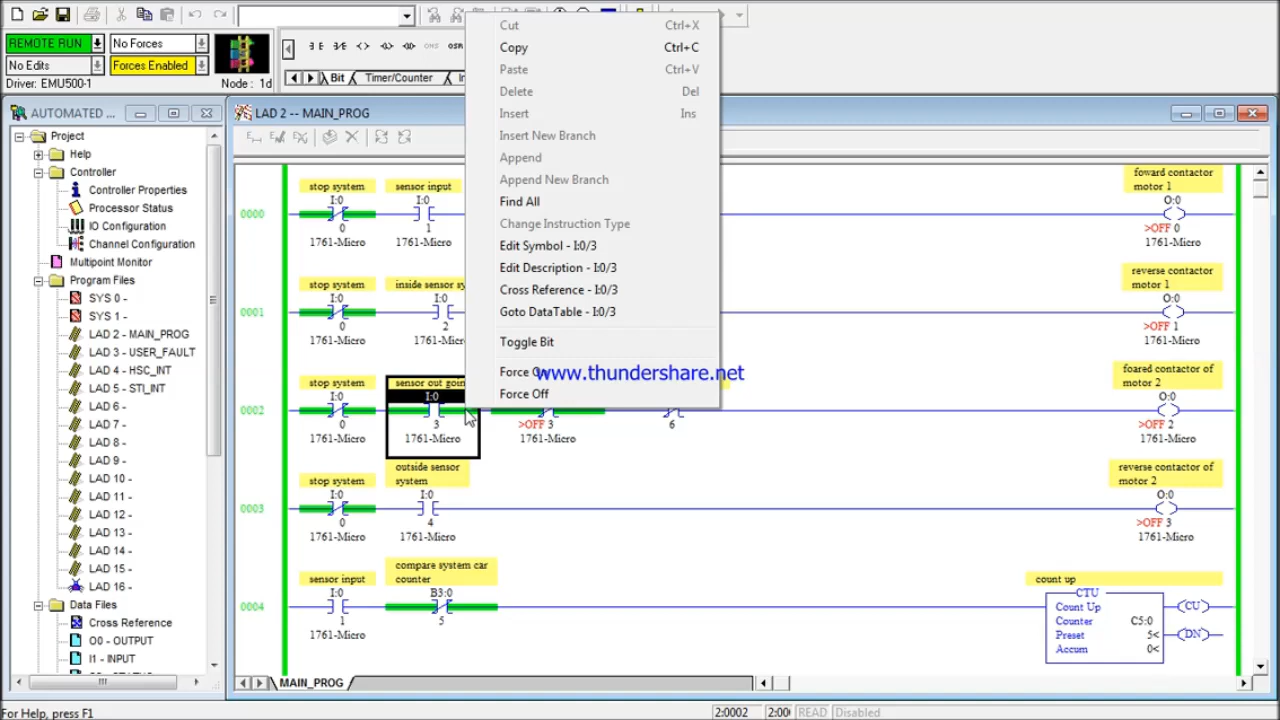 REMOTE RUN
No Forces
No Edits
Forces Enabled
Driver: EMU500-1
Node : 1d
Bit
Timer/Counter
AUTOMATED ...
Project
Help
Controller
Controller Properties
Processor Status
IO Configuration
Channel Configuration
Multipoint Monitor
Program Files
SYS 0 -
SYS 1 -
LAD 2 - MAIN_PROG
LAD 3 - USER_FAULT
LAD 4 - HSC_INT
LAD 5 - STI_INT
LAD 6 -
LAD 7 -
LAD 8 -
LAD 9 -
LAD 10 -
LAD 11 -
LAD 12 -
LAD 13 -
LAD 14 -
LAD 15 -
LAD 16 -
Data Files
Cross Reference
O0 - OUTPUT
I1 - INPUT
LAD 2 -- MAIN_PROG
Cut Ctrl+X
Copy Ctrl+C
Paste Ctrl+V
Delete Del
Insert Ins
Insert New Branch
Append
Append New Branch
Find All
Change Instruction Type
Edit Symbol - I:0/3
Edit Description - I:0/3
Cross Reference - I:0/3
Goto DataTable - I:0/3
Toggle Bit
Force On
Force Off
www.thundershare.net
0000
stop system
I:0
0
1761-Micro
sensor input
I:0
1
1761-Micro
foward contactor
motor 1
O:0
>OFF 0
1761-Micro
0001
stop system
I:0
0
1761-Micro
inside sensor sy
I:0
2
1761-Micr
reverse contactor
motor 1
O:0
>OFF 1
1761-Micro
0002
stop system
I:0
0
1761-Micro
sensor out goin
I:0
3
1761-Micro
>OFF 3
1761-Micro
6
foared contactor of
motor 2
O:0
>OFF 2
1761-Micro
0003
stop system
I:0
0
1761-Micro
outside sensor
system
I:0
4
1761-Micro
reverse contactor of
motor 2
O:0
>OFF 3
1761-Micro
0004
sensor input
I:0
1
1761-Micro
compare system car
counter
B3:0
5
count up
CTU
Count Up
Counter C5:0
Preset 5<
Accum 0<
CU
DN
MAIN_PROG
For Help, press F1
2:0002
2:00
READ
Disabled